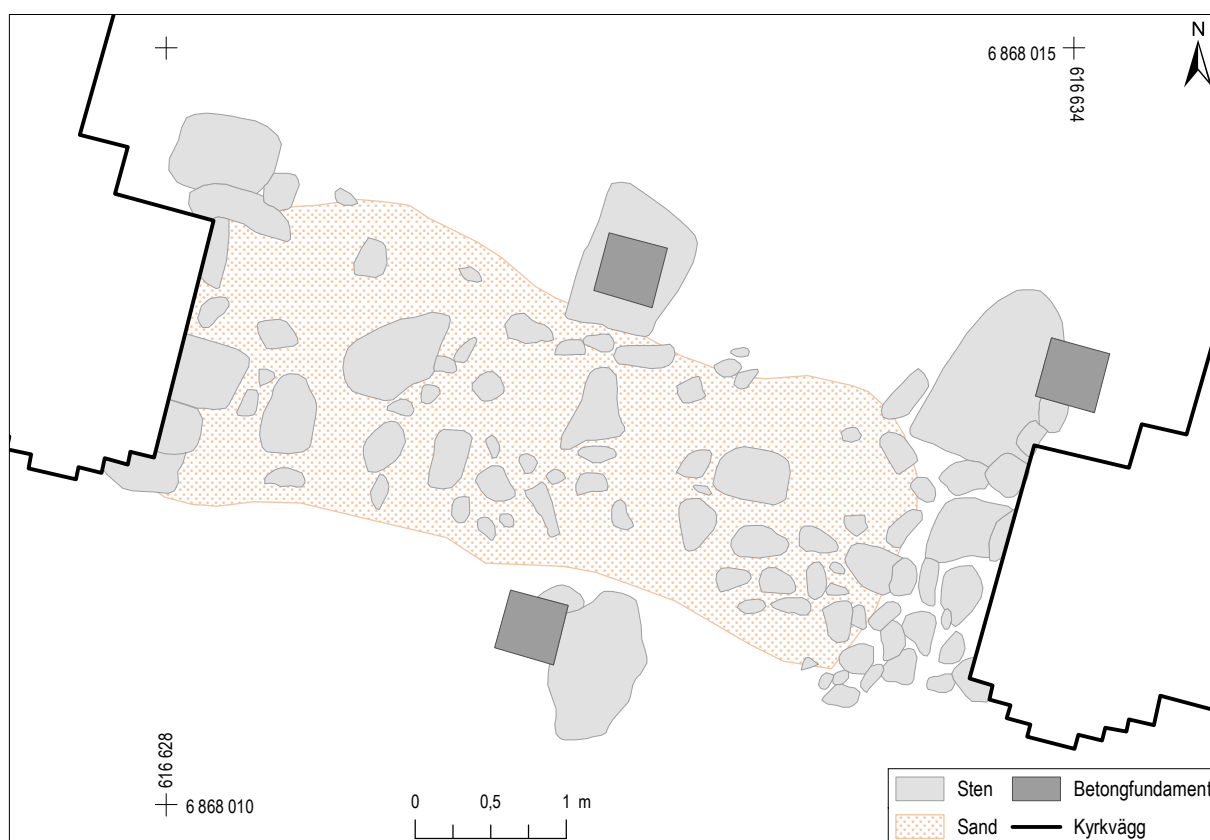 N
6 868 015
616 634
616 628
6 868 010
0 0,5 1 m
Sten Betongfundament
Sand Kyrkvägg